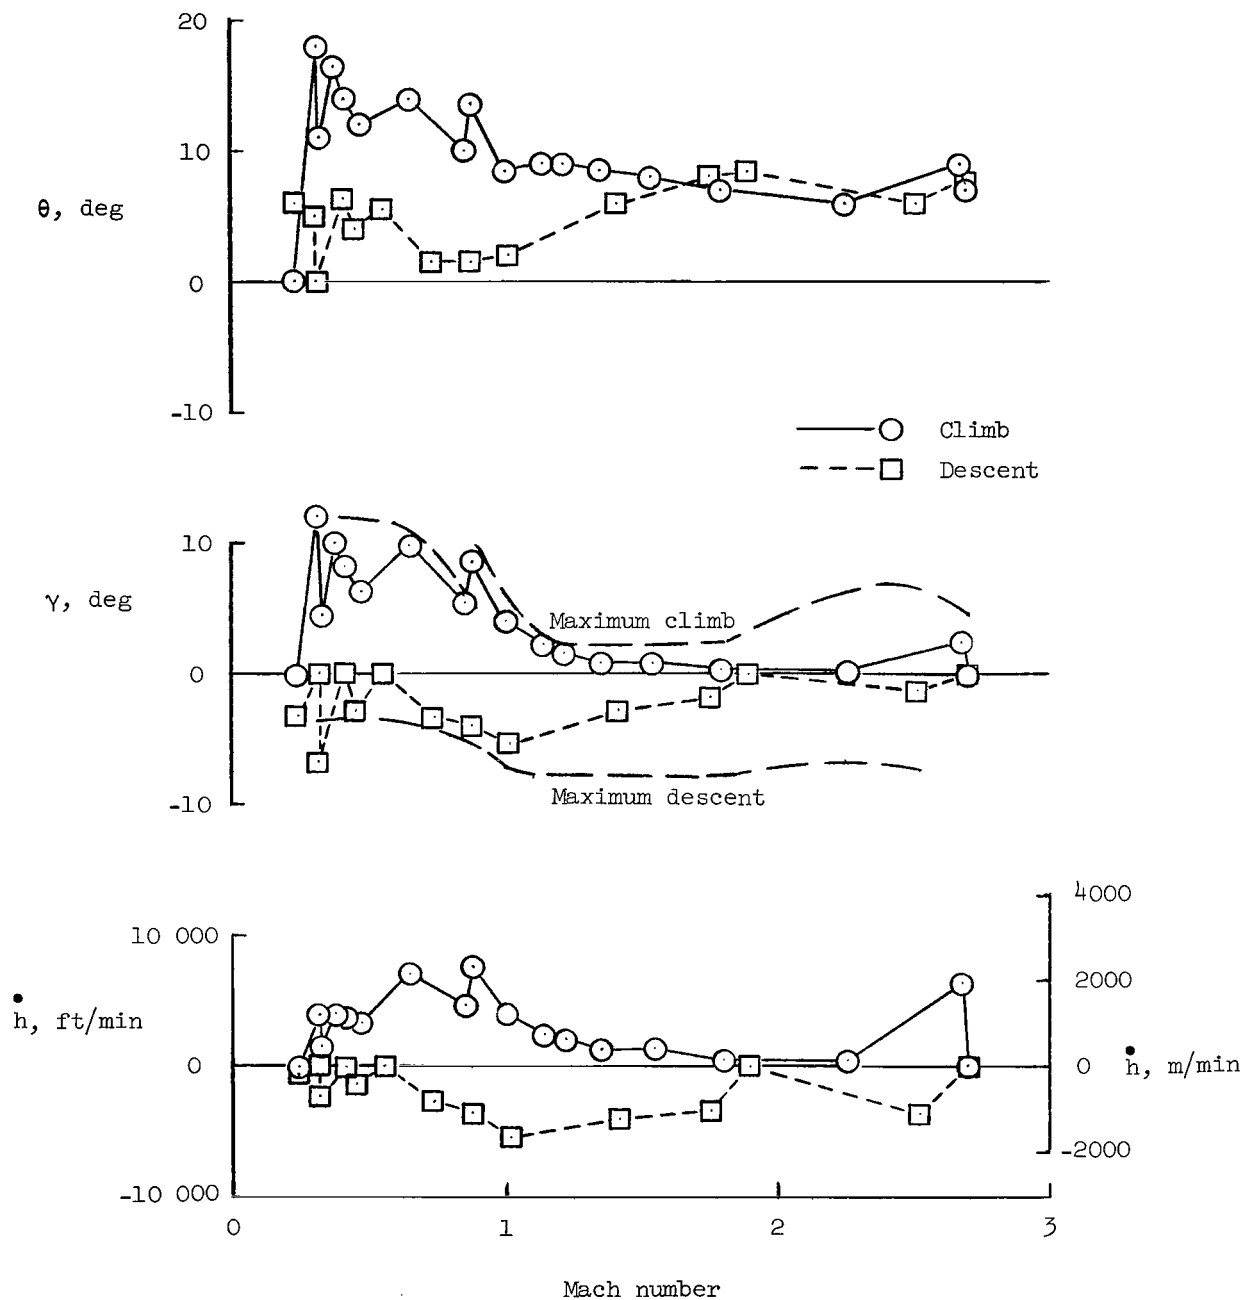 20
10
θ, deg
0
-10
Climb
Descent
10
γ, deg
Maximum climb
0
-10
Maximum descent
4000
10 000
2000
ḣ, ft/min
0
0
ḣ, m/min
-2000
-10 000
0 1 2 3
Mach number